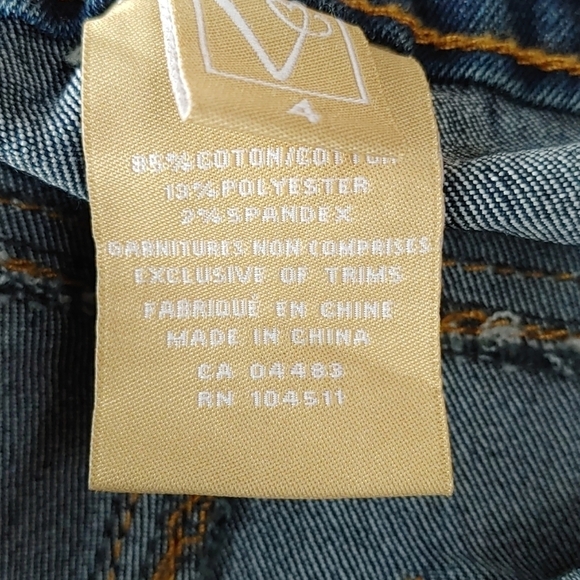 4
85%COTON/COTTON
13%POLYESTER
2%SPANDEX
GARNITURES NON COMPRISES
EXCLUSIVE OF TRIMS
FABRIQUÉ EN CHINE
MADE IN CHINA
CA 04483
RN 104511